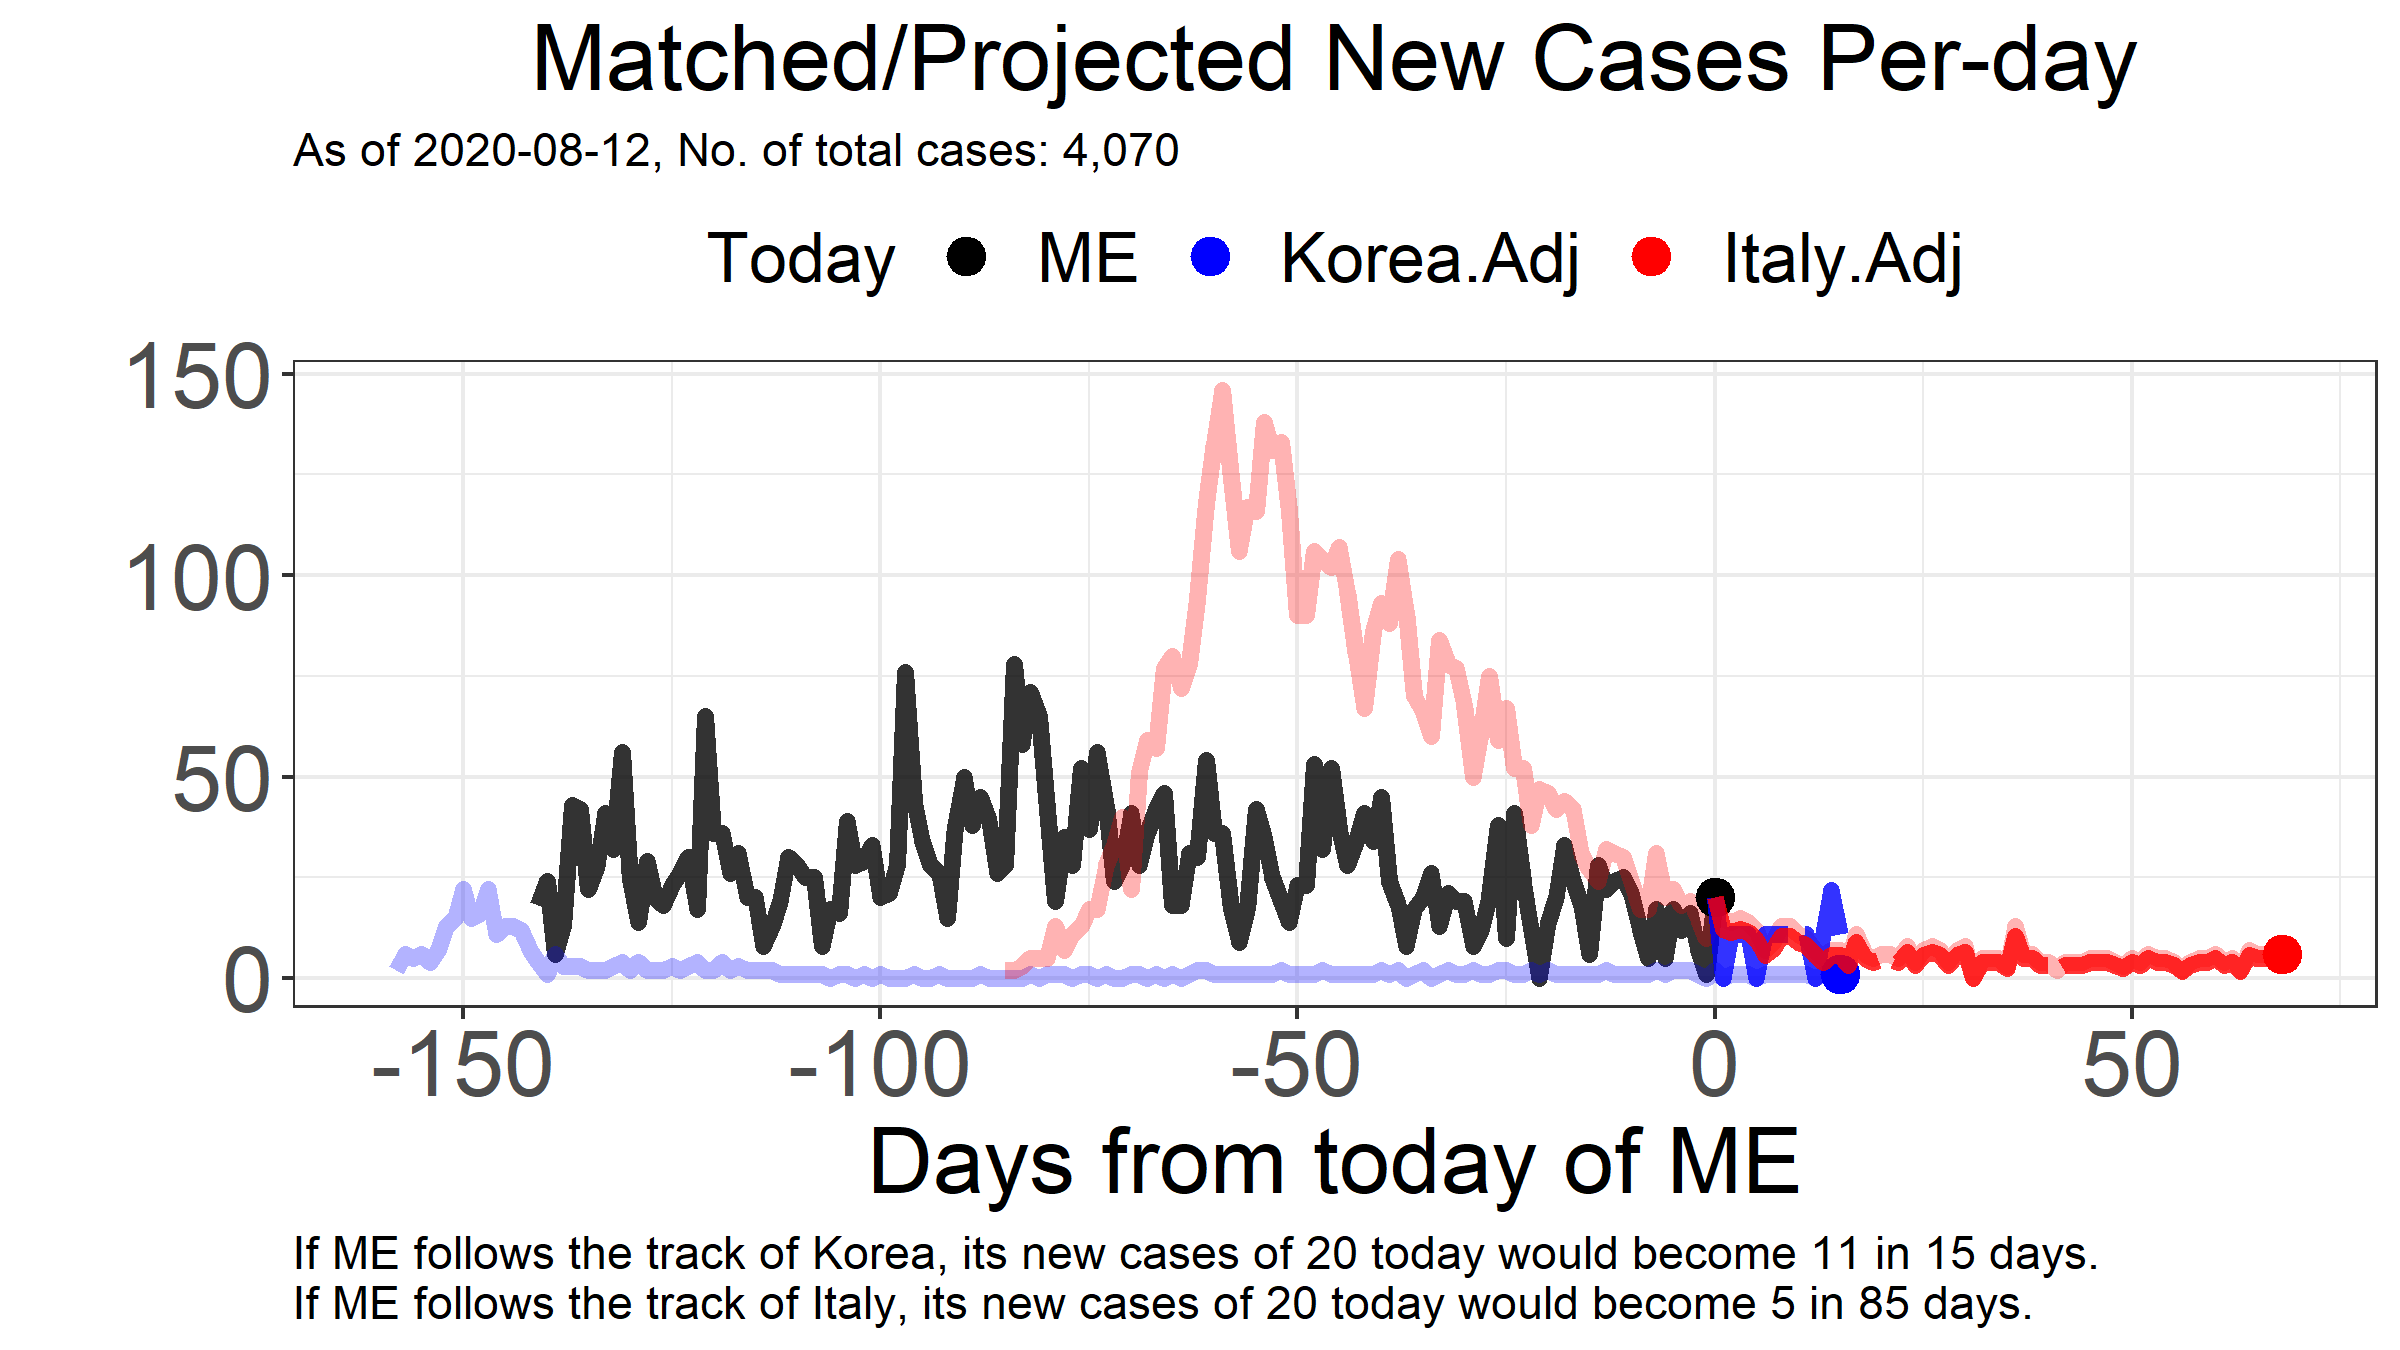 Matched/Projected New Cases Per-day
As of 2020-08-12, No. of total cases: 4,070
Today ME Korea.Adj Italy.Adj
150
100
50
0
-150 -100 -50 0 50
Days from today of ME
If ME follows the track of Korea, its new cases of 20 today would become 11 in 15 days.
If ME follows the track of Italy, its new cases of 20 today would become 5 in 85 days.